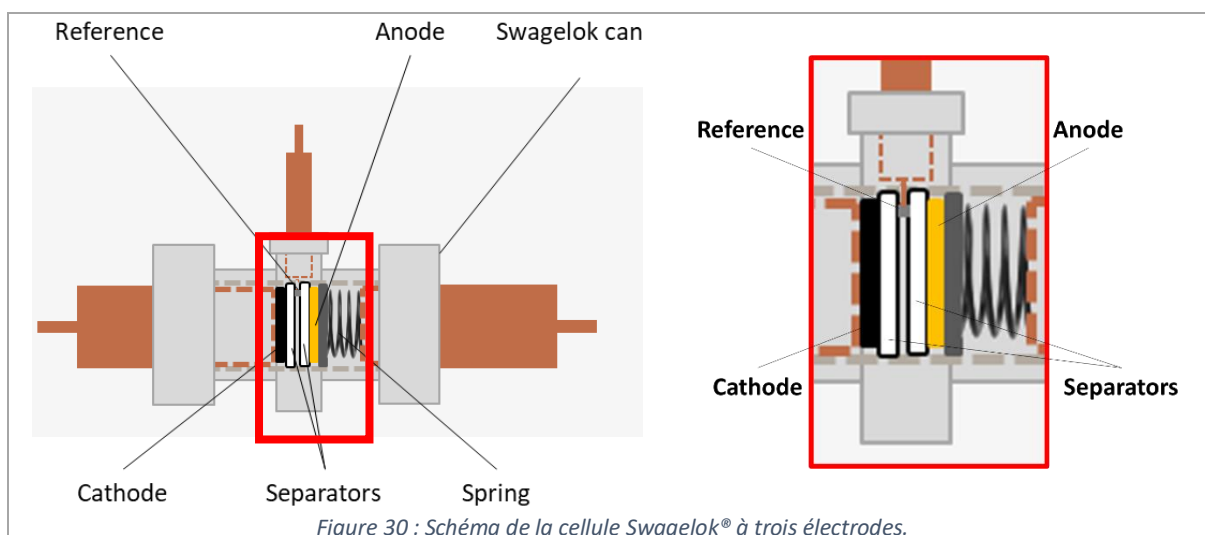 Reference Anode Swagelok can
Reference Anode
Cathode Separators
Cathode Separators Spring
Figure 30 : Schéma de la cellule Swagelok® à trois électrodes.